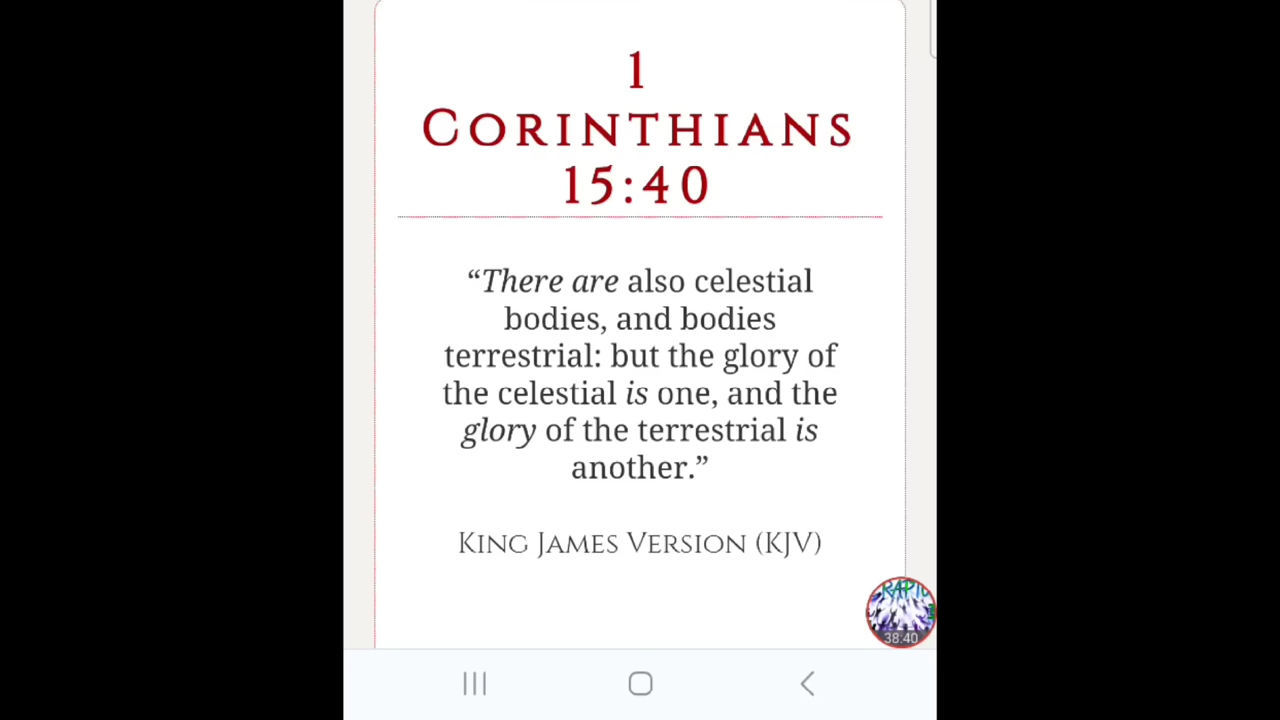 1
CORINTHIANS
15:40
“There are also celestial
bodies, and bodies
terrestrial: but the glory of
the celestial is one, and the
glory of the terrestrial is
another.”
KING JAMES VERSION (KJV)
38:40